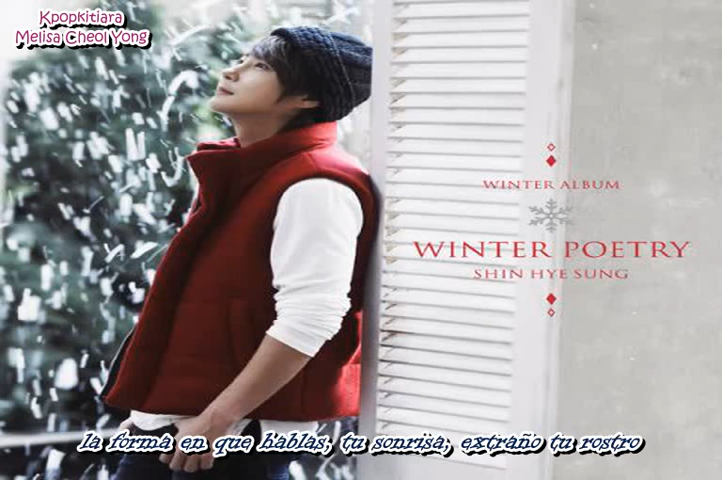 Kpopkitiara
Melisa Cheol Yong
WINTER ALBUM
WINTER POETRY
SHIN HYE SUNG
la forma en que hablas, tu sonrisa, extraño tu rostro